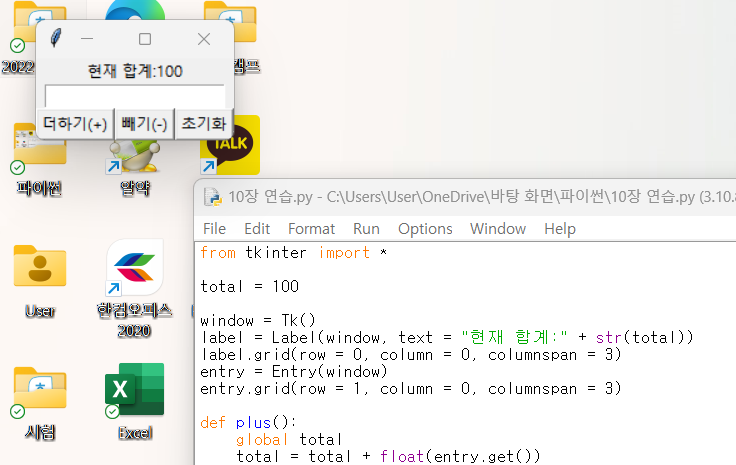 2022
현재 합계:100
더하기(+) 빼기(-) 초기화
TALK
파이썬
알약
10장 연습.py - C:\Users\User\OneDrive\바탕 화면\파이썬\10장 연습.py (3.10.
File Edit Format Run Options Window Help
from tkinter import *
total = 100
window = Tk()
label = Label(window, text = "현재 합계:" + str(total))
label.grid(row = 0, column = 0, columnspan = 3)
entry = Entry(window)
entry.grid(row = 1, column = 0, columnspan = 3)
def plus():
global total
total = total + float(entry.get())
User
한컴오피스
2020
시험
Excel